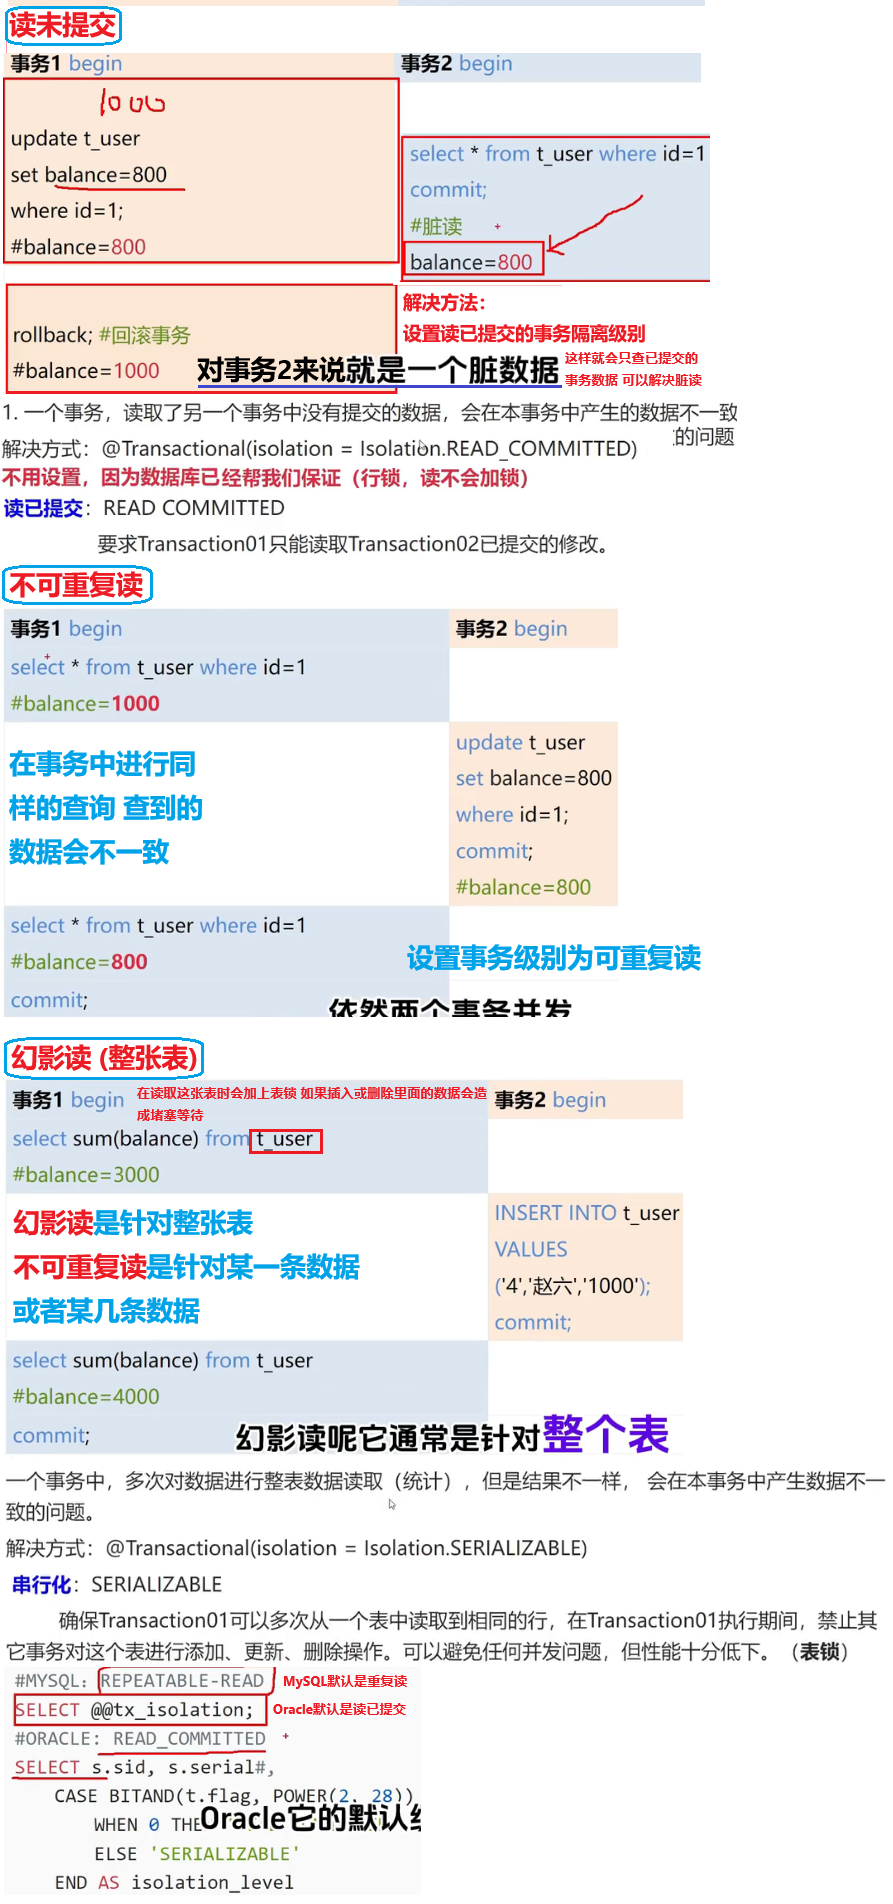 读未提交
事务1 begin
事务2 begin
1000
update t_user
set balance=800
where id=1;
#balance=800
select * from t_user where id=1
commit;
#脏读
balance=800
rollback; #回滚事务
#balance=1000
解决方法：
设置读已提交的事务隔离级别
这样就会只查已提交的
事务数据 可以解决脏读
对事务2来说就是一个脏数据
1. 一个事务，读取了另一个事务中没有提交的数据，会在本事务中产生的数据不一致
的问题
解决方式：@Transactional(isolation = Isolation.READ_COMMITTED)
不用设置，因为数据库已经帮我们保证（行锁，读不会加锁）
读已提交：READ COMMITTED
要求Transaction01只能读取Transaction02已提交的修改。
不可重复读
事务1 begin
事务2 begin
select * from t_user where id=1
#balance=1000
在事务中进行同
样的查询 查到的
数据会不一致
update t_user
set balance=800
where id=1;
commit;
#balance=800
select * from t_user where id=1
#balance=800
commit;
设置事务级别为可重复读
依然两个事务并发
幻影读 (整张表)
事务1 begin
在读取这张表时会加上表锁 如果插入或删除里面的数据会造
成堵塞等待
事务2 begin
select sum(balance) from t_user
#balance=3000
幻影读是针对整张表
不可重复读是针对某一条数据
或者某几条数据
INSERT INTO t_user
VALUES
('4','赵六','1000');
commit;
select sum(balance) from t_user
#balance=4000
commit;
幻影读呢它通常是针对整个表
一个事务中，多次对数据进行整表数据读取（统计），但是结果不一样， 会在本事务中产生数据不一
致的问题。
解决方式：@Transactional(isolation = Isolation.SERIALIZABLE)
串行化：SERIALIZABLE
确保Transaction01可以多次从一个表中读取到相同的行，在Transaction01执行期间，禁止其
它事务对这个表进行添加、更新、删除操作。可以避免任何并发问题，但性能十分低下。（表锁）
#MYSQL: REPEATABLE-READ
MySQL默认是重复读
SELECT @@tx_isolation;
Oracle默认是读已提交
#ORACLE: READ_COMMITTED
SELECT s.sid, s.serial#,
CASE BITAND(t.flag, POWER(2, 28))
WHEN 0 THE
Oracle它的默认
ELSE 'SERIALIZABLE'
END AS isolation_level